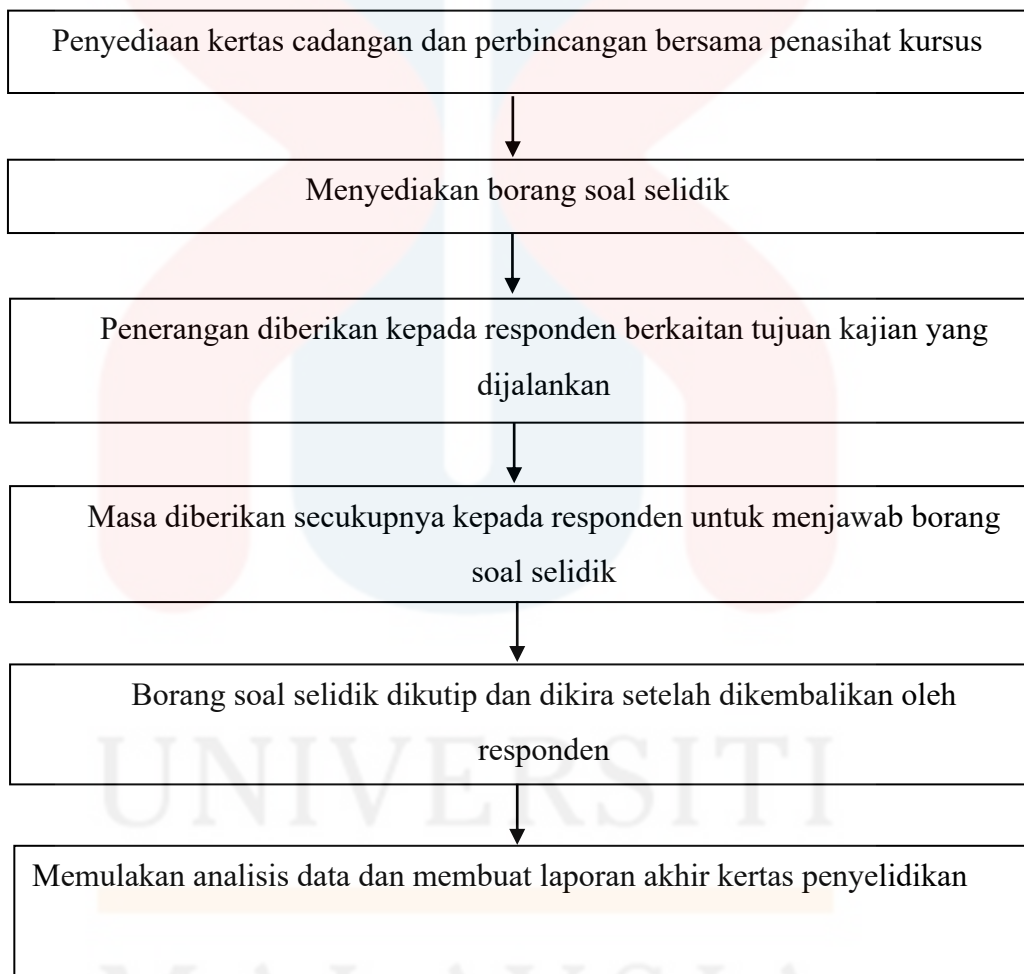 Penyediaan kertas cadangan dan perbincangan bersama penasihat kursus
Menyediakan borang soal selidik
Penerangan diberikan kepada responden berkaitan tujuan kajian yang
dijalankan
Masa diberikan secukupnya kepada responden untuk menjawab borang
soal selidik
Borang soal selidik dikutip dan dikira setelah dikembalikan oleh
responden
UNIVERSITI
Memulakan analisis data dan membuat laporan akhir kertas penyelidikan
MALAYSIA